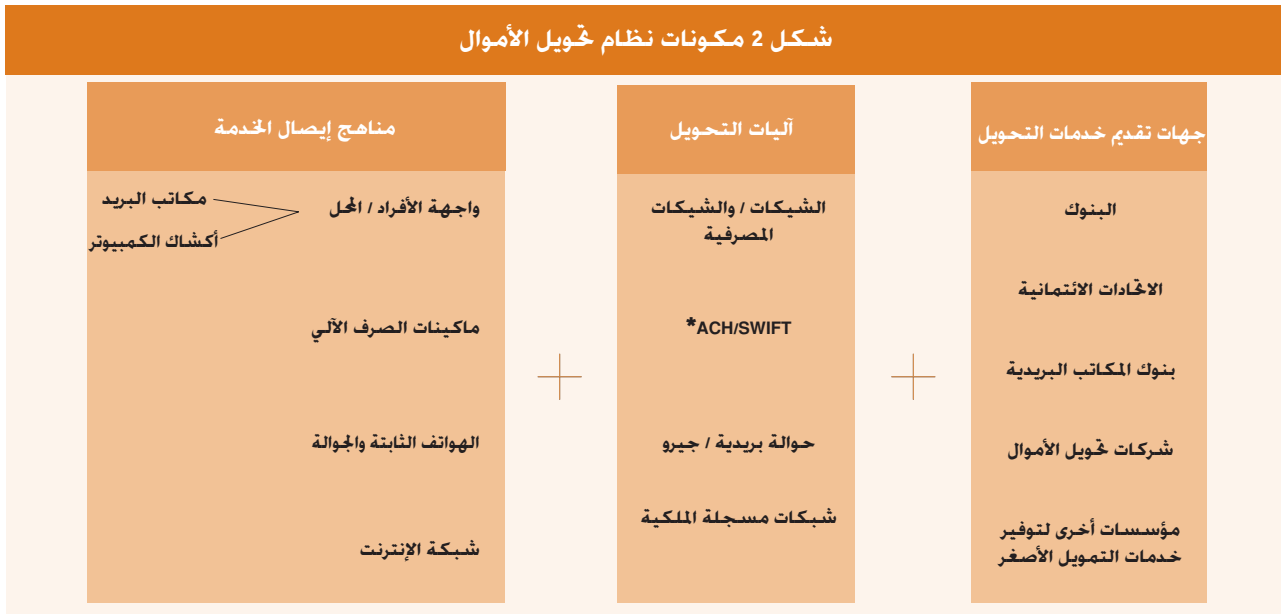 شكل 2 مكونات نظام تحويل الأموال
جهات تقديم خدمات التحويل
البنوك
الاتحادات الائتمانية
بنوك المكاتب البريدية
شركات تحويل الأموال
مؤسسات أخرى لتوفير
خدمات التمويل الأصغر
+
آليات التحويل
الشيكات / والشيكات
المصرفية
*ACH/SWIFT
حوالة بريدية / جيرو
شبكات مسجلة الملكية
+
مناهج إيصال الخدمة
واجهة الأفراد / المحل
مكاتب البريد
أكشاك الكمبيوتر
ماكينات الصرف الآلي
الهواتف الثابتة والجوالة
شبكة الإنترنت